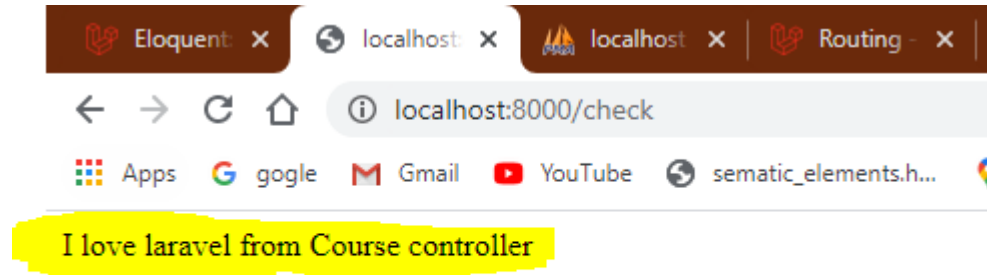 Eloquent: localhost: localhost Routing -
localhost:8000/check
Apps gogle Gmail YouTube sematic_elements.h...
I love laravel from Course controller